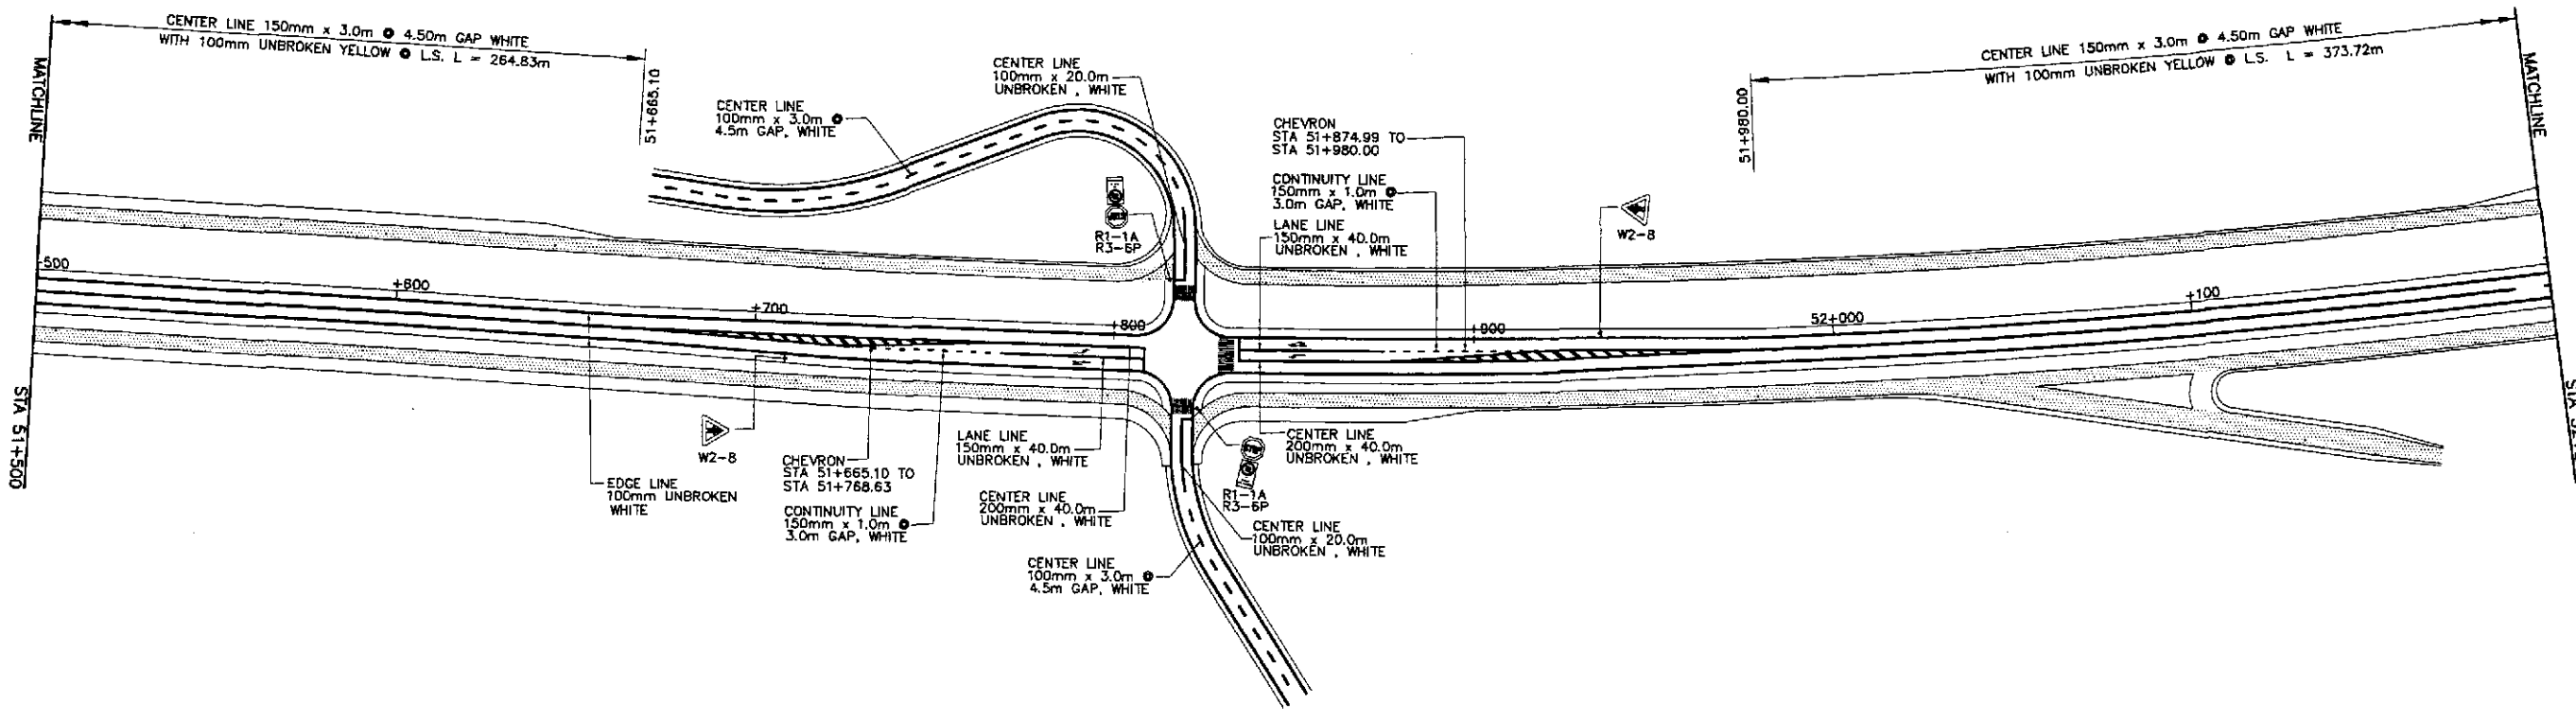 CENTER LINE 150mm x 3.0m @ 4.50m GAP WHITE
WITH 100mm UNBROKEN YELLOW @ L.S. L = 264.83m
MATCHLINE
STA 51+500
51+665.10
CENTER LINE
100mm x 3.0m @
4.5m GAP, WHITE
CENTER LINE
100mm x 20.0m
UNBROKEN , WHITE
R1-1A
R3-6P
CHEVRON
STA 51+874.99 TO
STA 51+980.00
CONTINUITY LINE
150mm x 1.0m @
3.0m GAP, WHITE
LANE LINE
150mm x 40.0m
UNBROKEN , WHITE
W2-8
51+980.00
CENTER LINE 150mm x 3.0m @ 4.50m GAP WHITE
WITH 100mm UNBROKEN YELLOW @ L.S. L = 373.72m
MATCHLINE
500
+600
+700
+800
+900
52+000
+100
W2-8
EDGE LINE
100mm UNBROKEN
WHITE
CHEVRON
STA 51+665.10 TO
STA 51+768.63
CONTINUITY LINE
150mm x 1.0m @
3.0m GAP, WHITE
LANE LINE
150mm x 40.0m
UNBROKEN , WHITE
CENTER LINE
200mm x 40.0m
UNBROKEN , WHITE
CENTER LINE
100mm x 3.0m @
4.5m GAP, WHITE
STOP
R1-1A
R3-6P
CENTER LINE
200mm x 40.0m
UNBROKEN , WHITE
CENTER LINE
100mm x 20.0m
UNBROKEN , WHITE